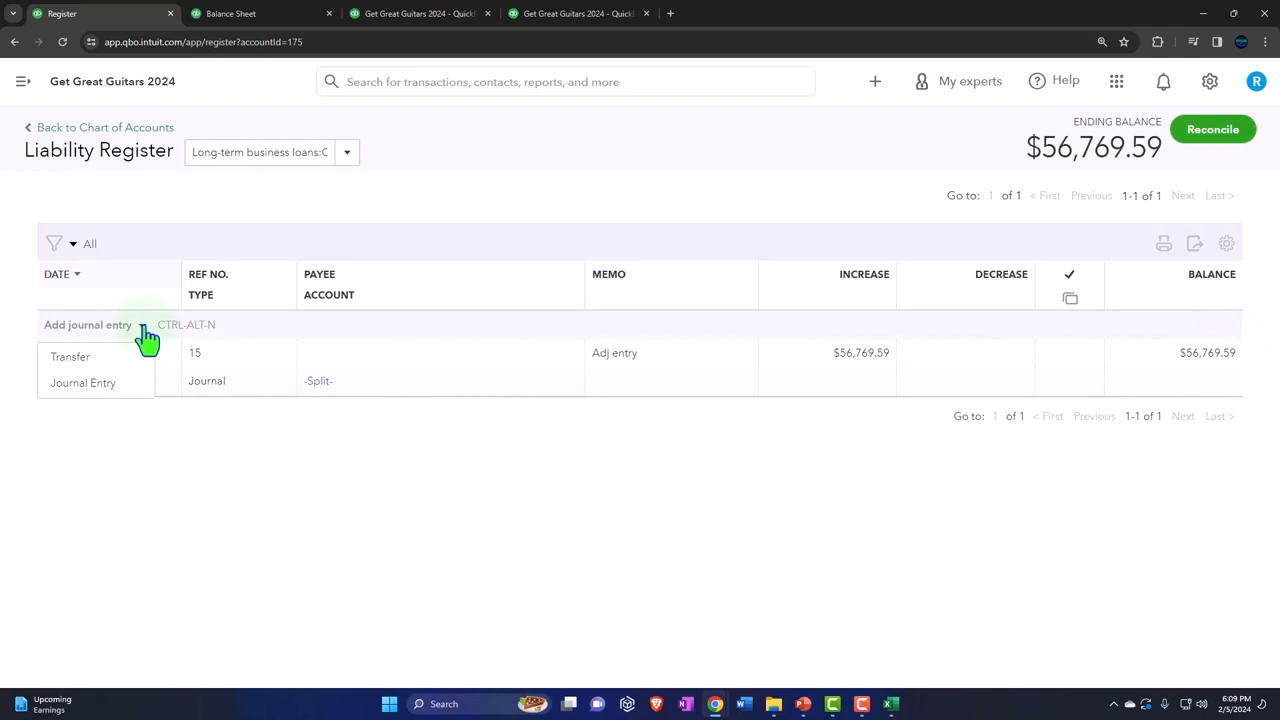 Register
Balance Sheet
Get Great Guitars 2024 - Quick
Get Great Guitars 2024 - Quick
app.qbo.intuit.com/app/register?accountId=175
Get Great Guitars 2024
Search for transactions, contacts, reports, and more
My experts
Help
R
Back to Chart of Accounts
Liability Register
Long-term business loans:C
ENDING BALANCE
$56,769.59
Reconcile
Go to: 1 of 1 < First Previous 1-1 of 1 Next Last >
All
DATE
REF NO.
PAYEE
MEMO
INCREASE
DECREASE
BALANCE
TYPE
ACCOUNT
Add journal entry
CTRL-ALT-N
Transfer
Journal Entry
15
Adj entry
$56,769.59
$56,769.59
Journal
-Split-
Go to: 1 of 1 < First Previous 1-1 of 1 Next Last >
Upcoming
Earnings
Search
6:09 PM
2/5/2024